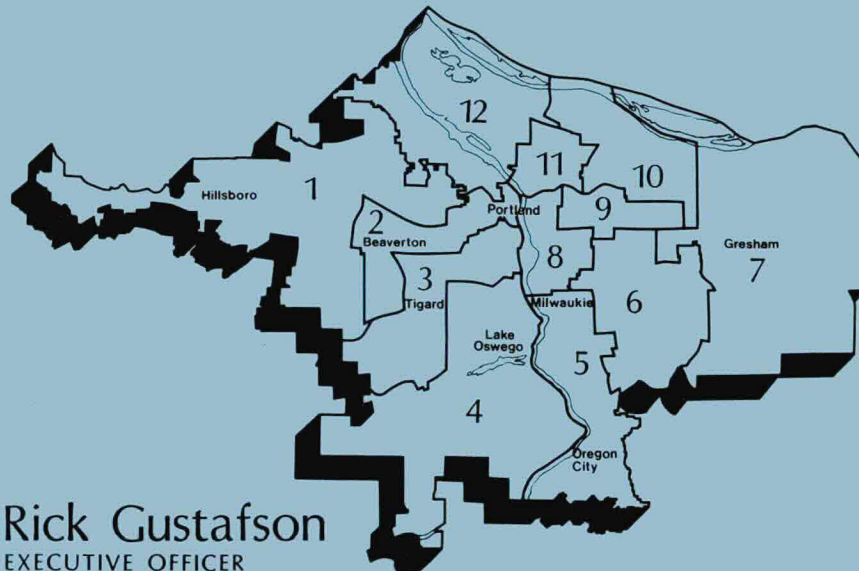 12
11
10
1
Hillsboro
9
Portland
2
Beaverton
Gresham
8
7
3
6
Tigard
Milwaukie
Lake
Oswego
5
4
Oregon
City
Rick Gustafson
EXECUTIVE OFFICER